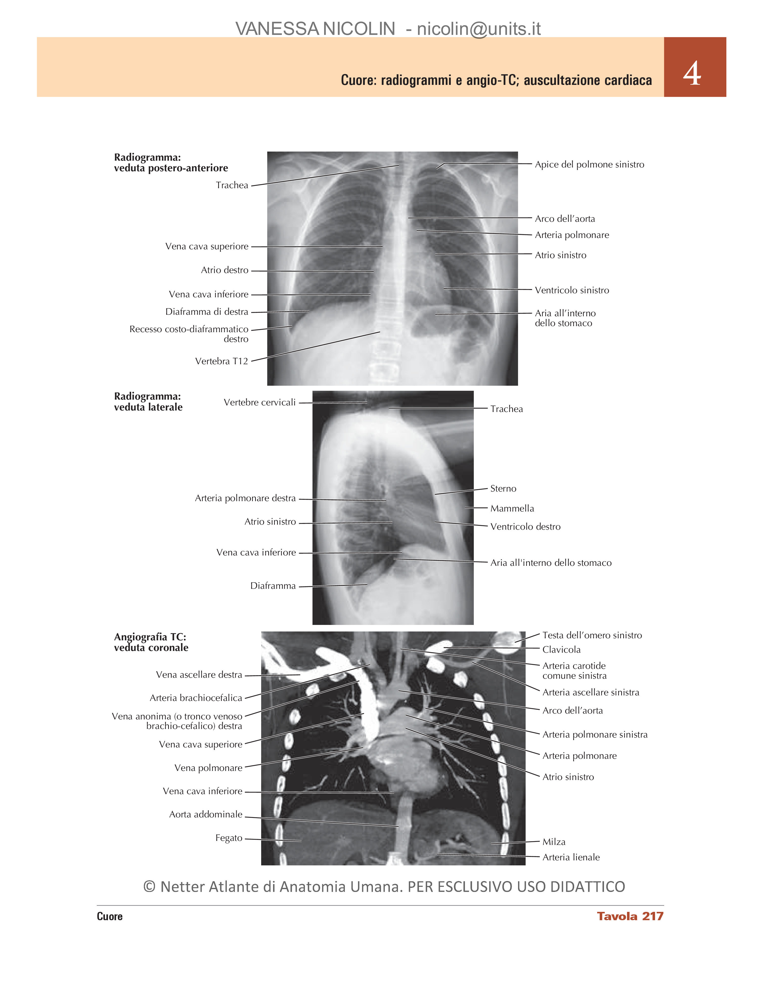 VANESSA NICOLIN - nicolin@units.it
Cuore: radiogrammi e angio-TC; auscultazione cardiaca
4
Radiogramma:
veduta postero-anteriore
Trachea
Vena cava superiore
Atrio destro
Vena cava inferiore
Diaframma di destra
Recesso costo-diaframmatico
destro
Vertebra T12
Apice del polmone sinistro
Arco dell’aorta
Arteria polmonare
Atrio sinistro
Ventricolo sinistro
Aria all’interno
dello stomaco
Radiogramma:
veduta laterale
Vertebre cervicali
Arteria polmonare destra
Atrio sinistro
Vena cava inferiore
Diaframma
Trachea
Sterno
Mammella
Ventricolo destro
Aria all'interno dello stomaco
Angiografia TC:
veduta coronale
Vena ascellare destra
Arteria brachiocefalica
Vena anonima (o tronco venoso
brachio-cefalico) destra
Vena cava superiore
Vena polmonare
Vena cava inferiore
Aorta addominale
Fegato
Testa dell’omero sinistro
Clavicola
Arteria carotide
comune sinistra
Arteria ascellare sinistra
Arco dell’aorta
Arteria polmonare sinistra
Arteria polmonare
Atrio sinistro
Milza
Arteria lienale
© Netter Atlante di Anatomia Umana. PER ESCLUSIVO USO DIDATTICO
Cuore
Tavola 217